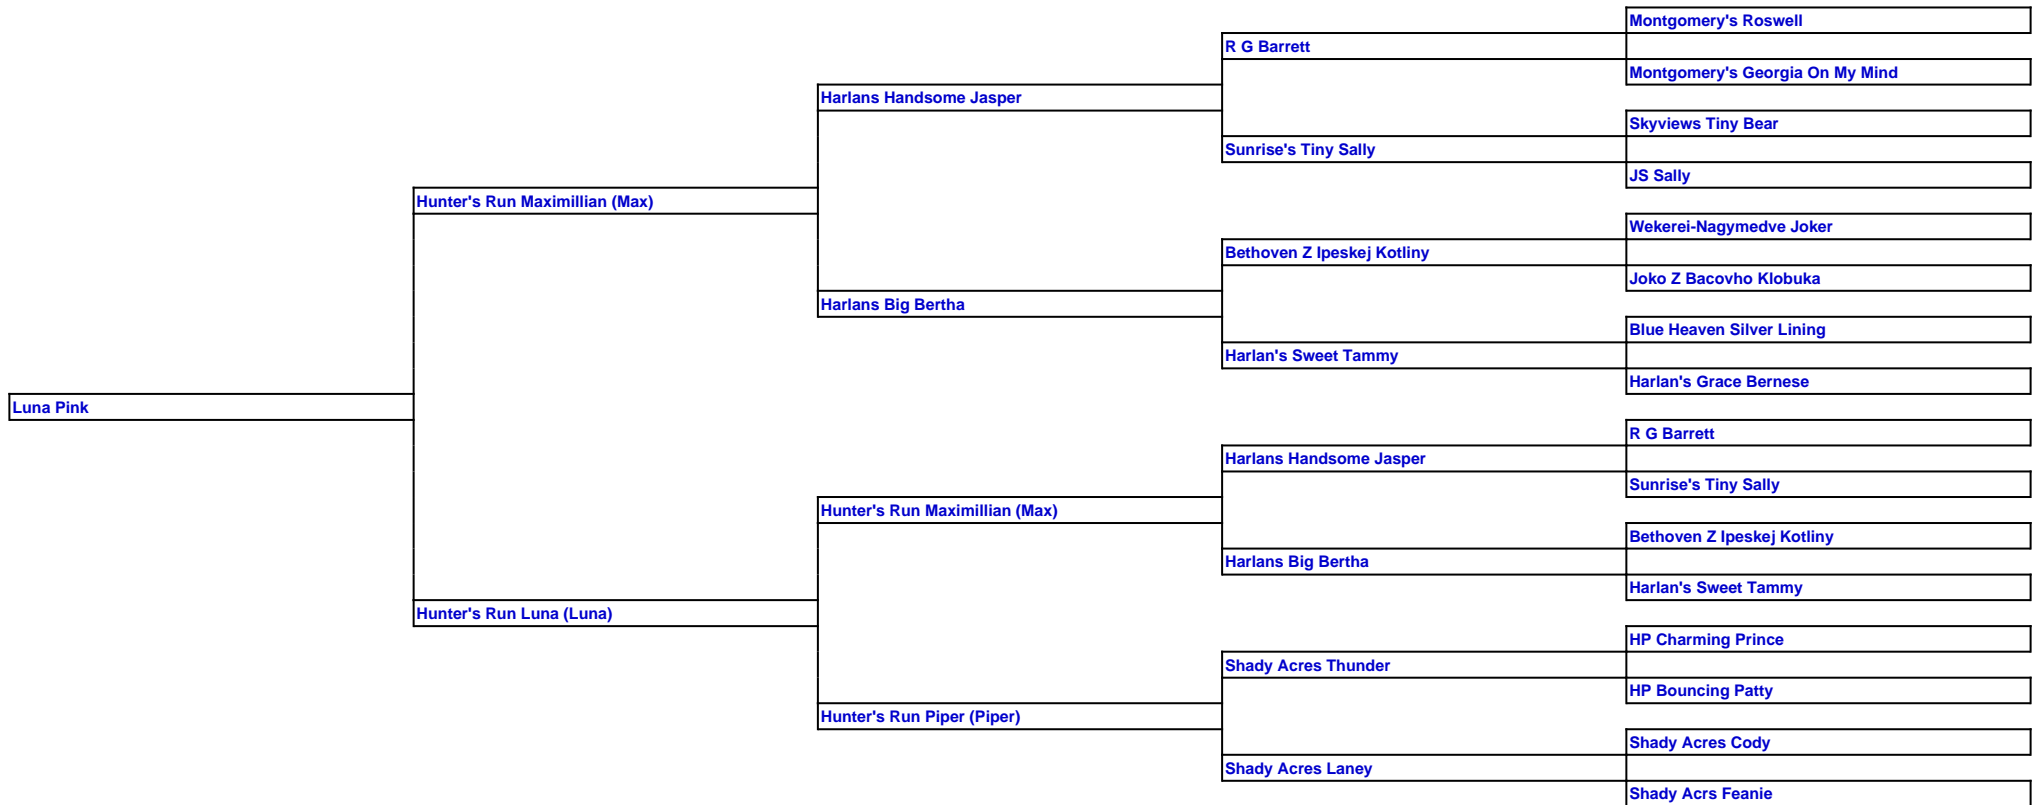 Montgomery's Roswell
R G Barrett
Montgomery's Georgia On My Mind
Harlans Handsome Jasper
Skyviews Tiny Bear
Sunrise's Tiny Sally
JS Sally
Hunter's Run Maximillian (Max)
Wekerei-Nagymedve Joker
Bethoven Z Ipeskej Kotliny
Joko Z Bacovho Klobuka
Harlans Big Bertha
Blue Heaven Silver Lining
Harlan's Sweet Tammy
Harlan's Grace Bernese
Luna Pink
R G Barrett
Harlans Handsome Jasper
Sunrise's Tiny Sally
Hunter's Run Maximillian (Max)
Bethoven Z Ipeskej Kotliny
Harlans Big Bertha
Harlan's Sweet Tammy
Hunter's Run Luna (Luna)
HP Charming Prince
Shady Acres Thunder
HP Bouncing Patty
Hunter's Run Piper (Piper)
Shady Acres Cody
Shady Acres Laney
Shady Acrs Feanie